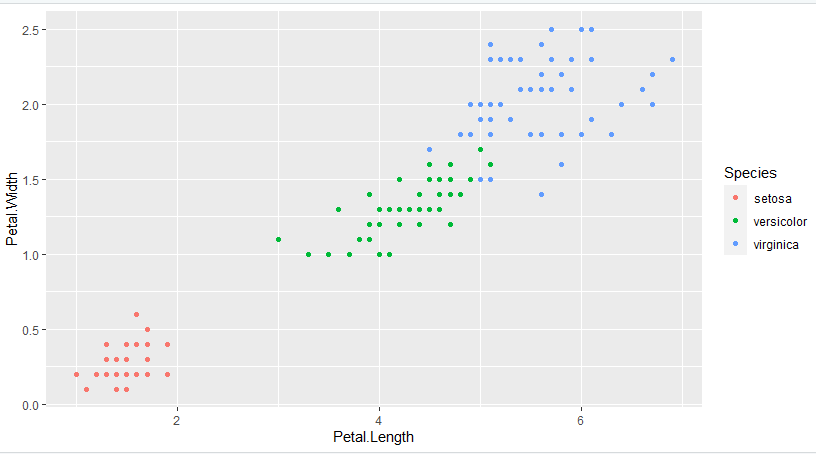 2.5
2.0
1.5
1.0
0.5
0.0
Petal.Width
2 4 6
Petal.Length
Species
setosa
versicolor
virginica